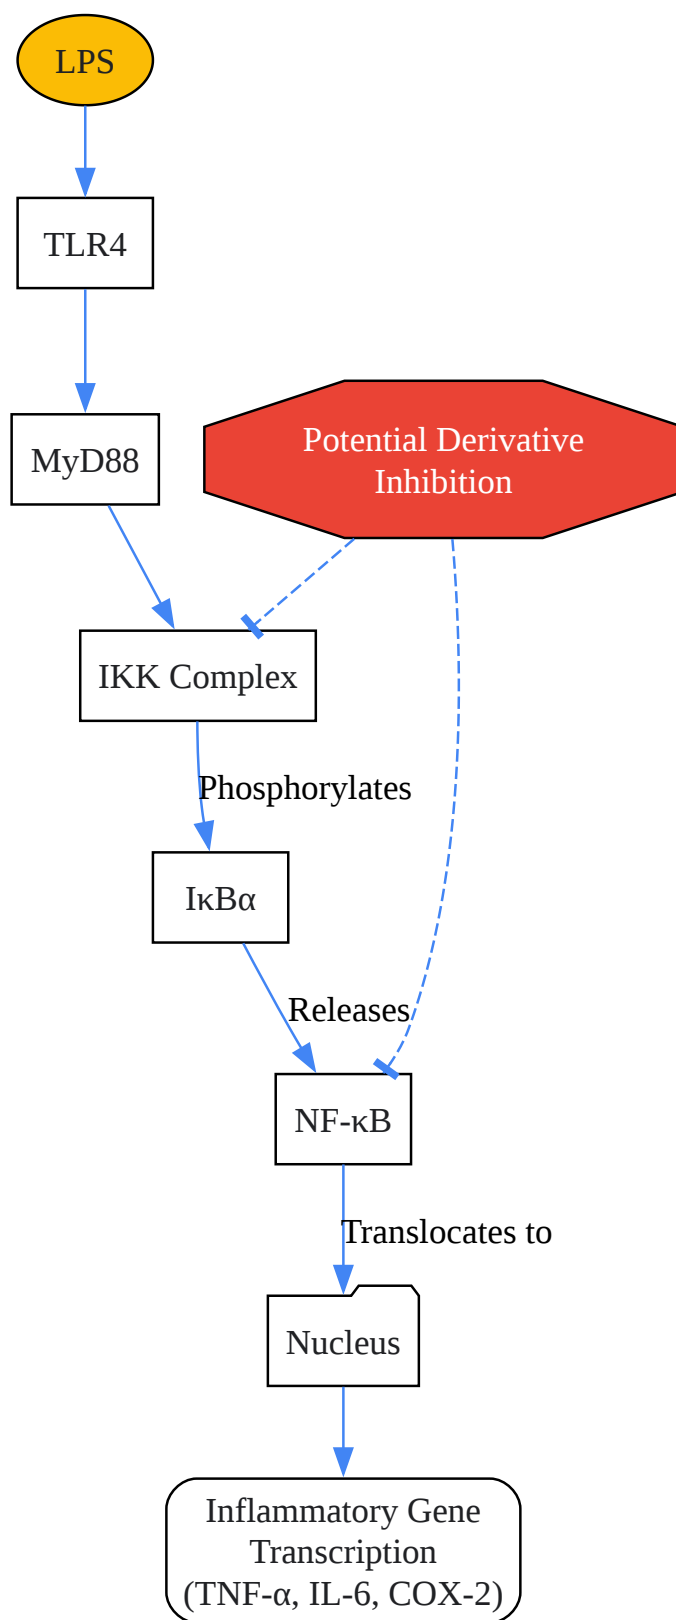 LPS
TLR4
MyD88
Potential Derivative
Inhibition
IKK Complex
Phosphorylates
IκBα
Releases
NF-κB
Translocates to
Nucleus
Inflammatory Gene
Transcription
(TNF-α, IL-6, COX-2)